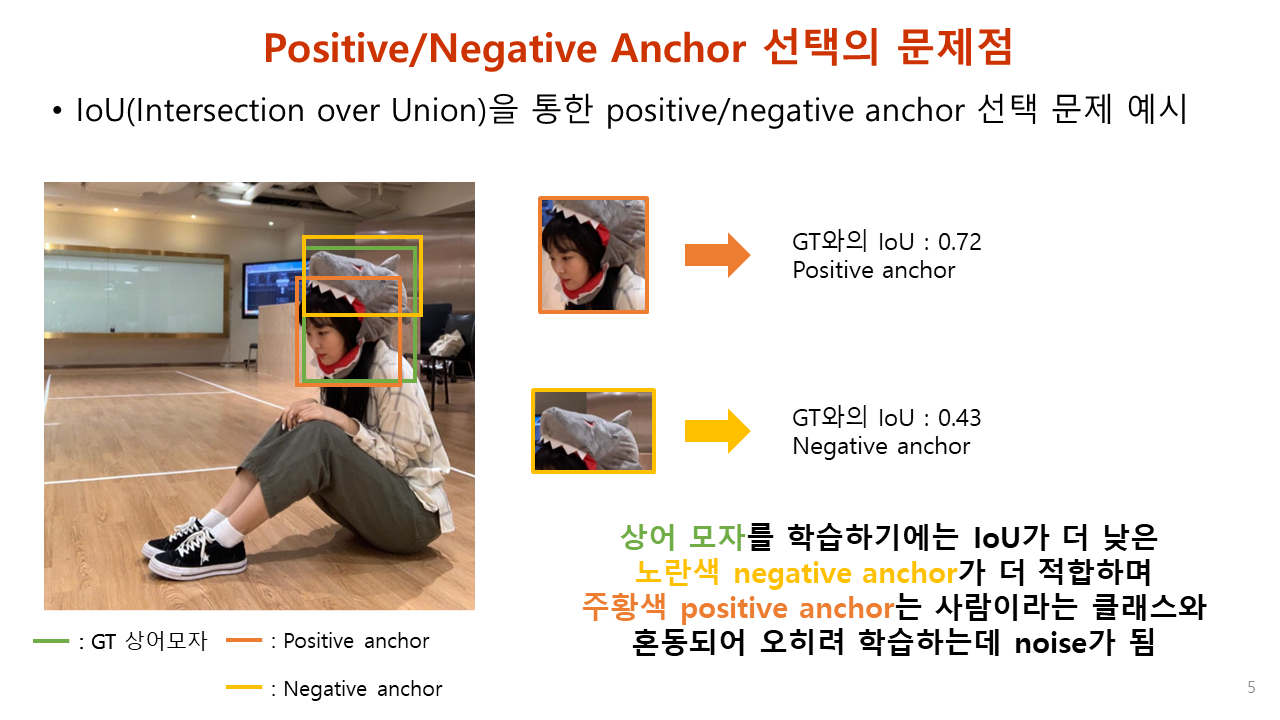 Positive/Negative Anchor 선택의 문제점
• IoU(Intersection over Union)을 통한 positive/negative anchor 선택 문제 예시
GT와의 IoU : 0.72
Positive anchor
GT와의 IoU : 0.43
Negative anchor
상어 모자를 학습하기에는 IoU가 더 낮은
노란색 negative anchor가 더 적합하며
주황색 positive anchor는 사람이라는 클래스와
혼동되어 오히려 학습하는데 noise가 됨
: GT 상어모자
: Positive anchor
: Negative anchor
5